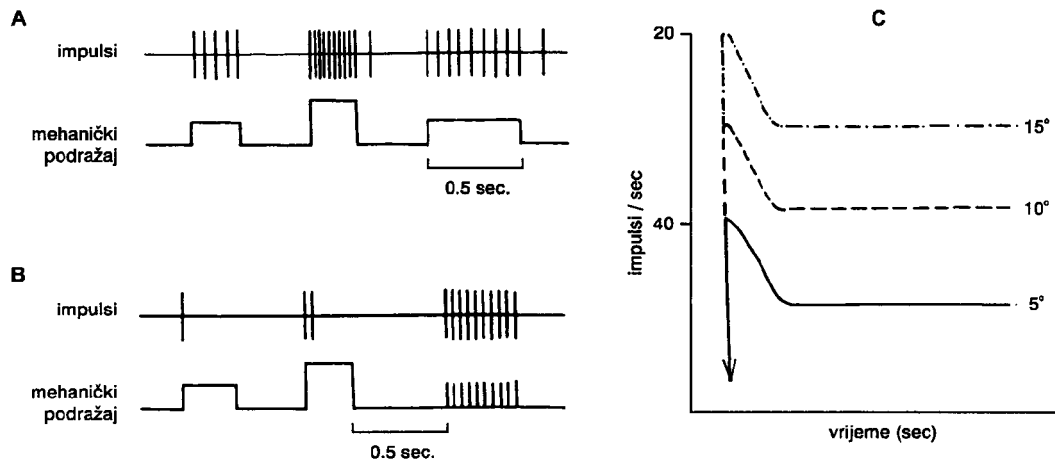 A
impulsi
mehanički
podražaj
0.5 sec.
B
impulsi
mehanički
podražaj
0.5 sec.
C
20
40
impulsi / sec
15°
10°
5°
vrijeme (sec)